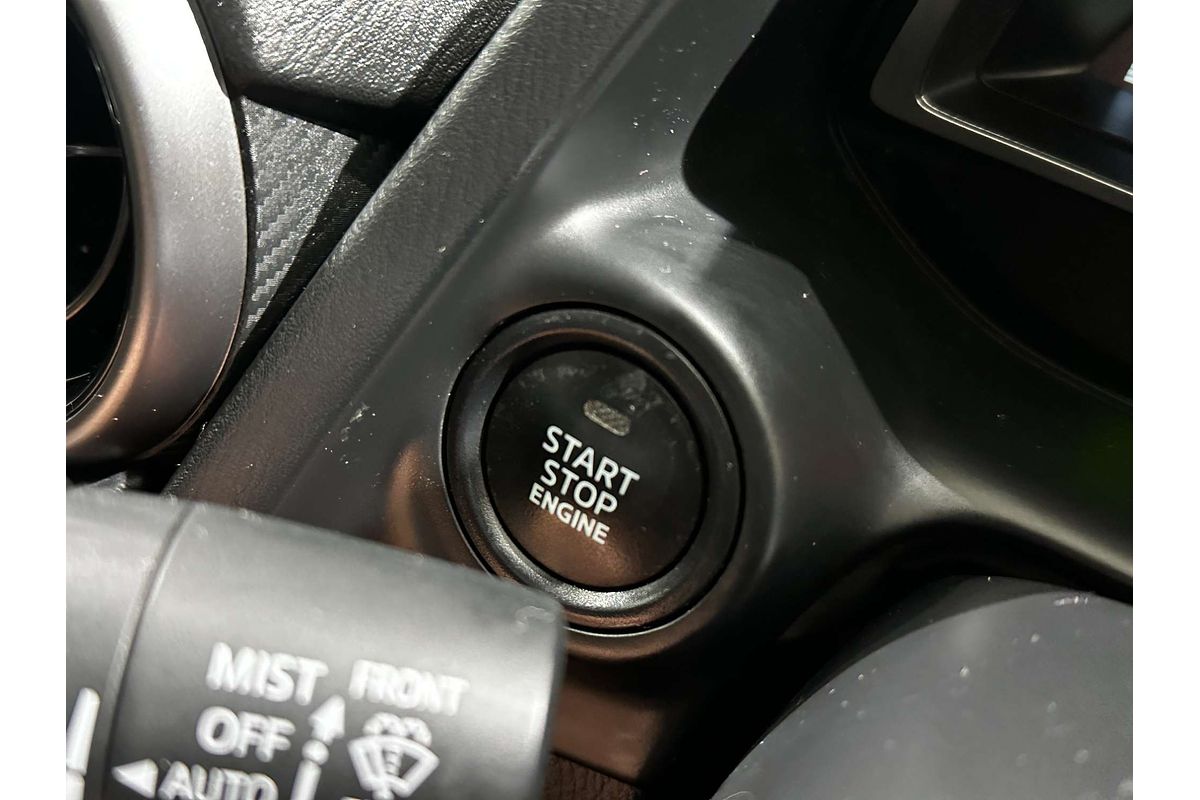 START
STOP
ENGINE
MIST FRONT
OFF
AUTO